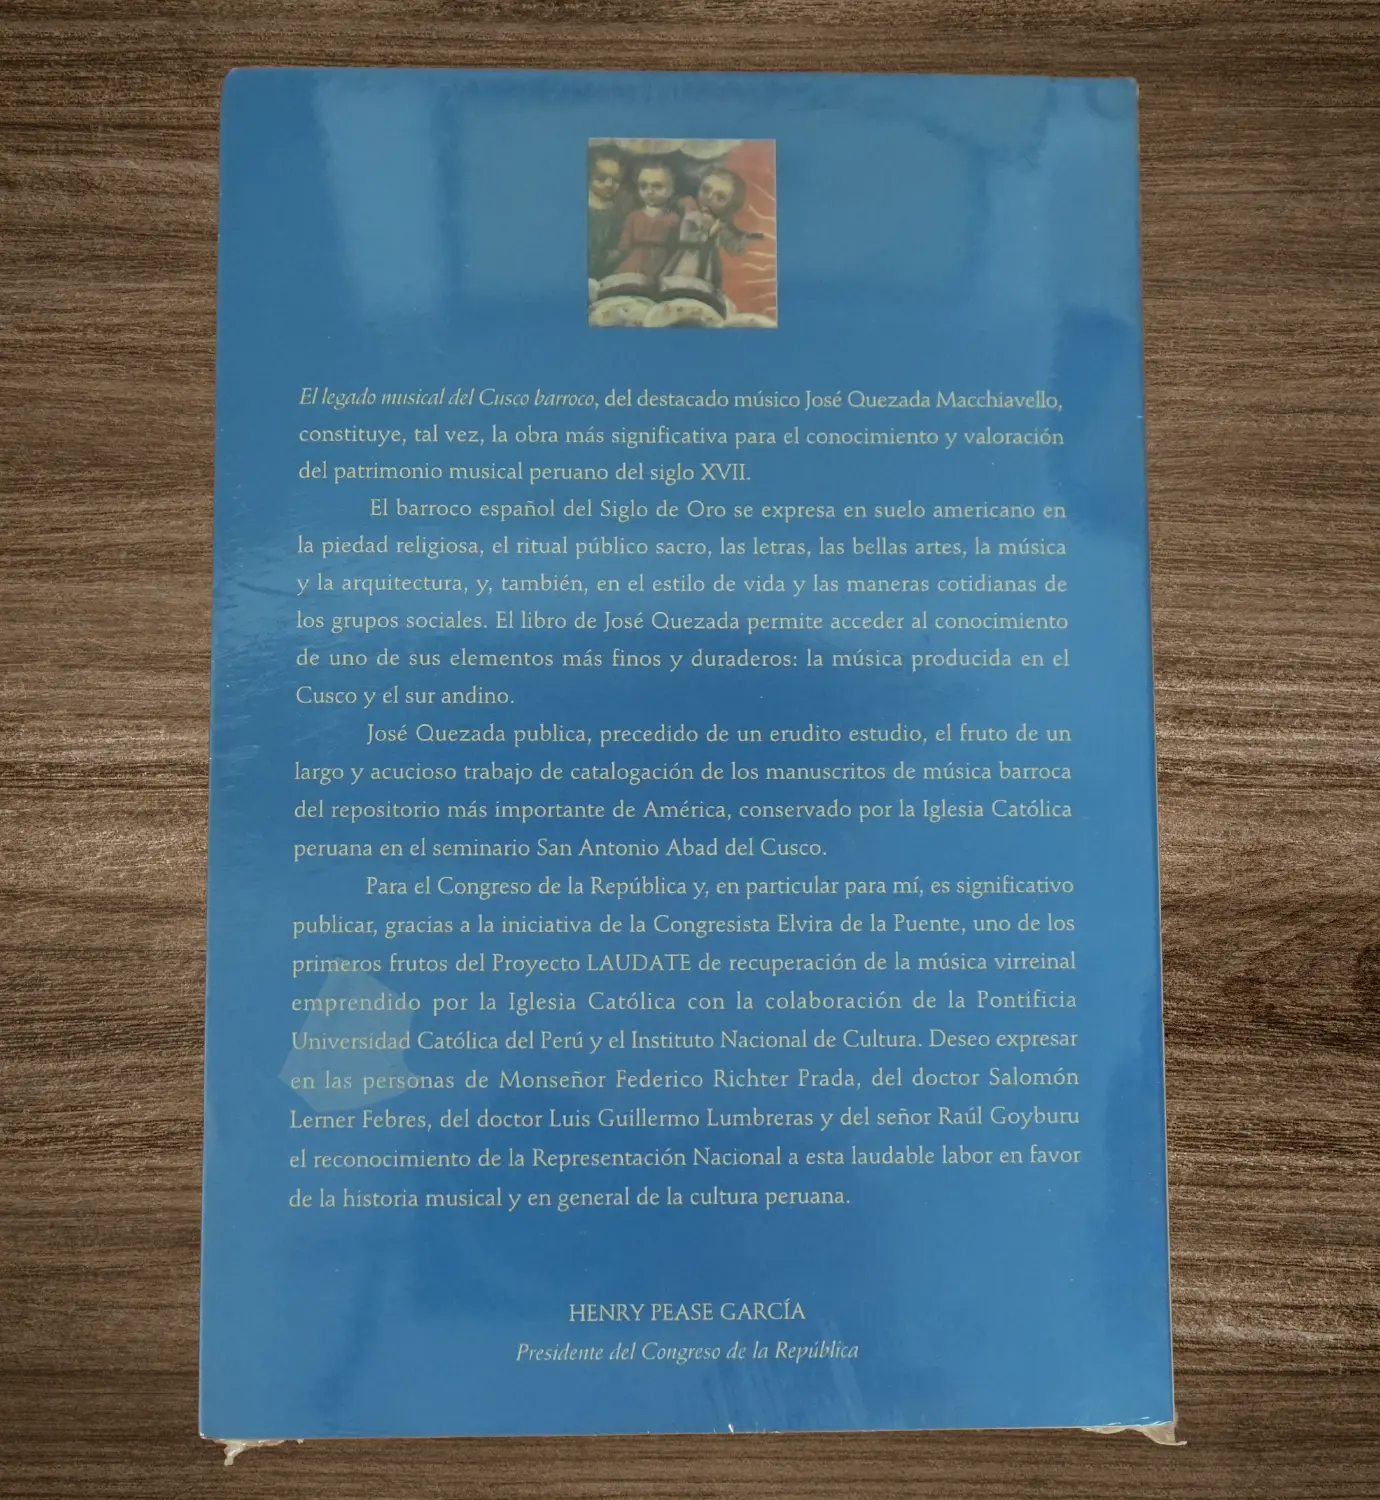 El legado musical del Cusco barroco, del destacado músico José Quezada Macchiavello,
constituye, tal vez, la obra más significativa para el conocimiento y valoración
del patrimonio musical peruano del siglo XVII.
El barroco español del Siglo de Oro se expresa en suelo americano en
la piedad religiosa, el ritual público sacro, las letras, las bellas artes, la música
y la arquitectura, y, también, en el estilo de vida y las maneras cotidianas de
los grupos sociales. El libro de José Quezada permite acceder al conocimiento
de uno de sus elementos más finos y duraderos: la música producida en el
Cusco y el sur andino.
José Quezada publica, precedido de un erudito estudio, el fruto de un
largo y acucioso trabajo de catalogación de los manuscritos de música barroca
del repositorio más importante de América, conservado por la Iglesia Católica
peruana en el seminario San Antonio Abad del Cusco.
Para el Congreso de la República y, en particular para mí, es significativo
publicar, gracias a la iniciativa de la Congresista Elvira de la Puente, uno de los
primeros frutos del Proyecto LAUDATE de recuperación de la música virreinal
emprendido por la Iglesia Católica con la colaboración de la Pontificia
Universidad Católica del Perú y el Instituto Nacional de Cultura. Deseo expresar
en las personas de Monseñor Federico Richter Prada, del doctor Salomón
Lerner Febres, del doctor Luis Guillermo Lumbreras y del señor Raúl Goyburu
el reconocimiento de la Representación Nacional a esta laudable labor en favor
de la historia musical y en general de la cultura peruana.
HENRY PEASE GARCÍA
Presidente del Congreso de la República